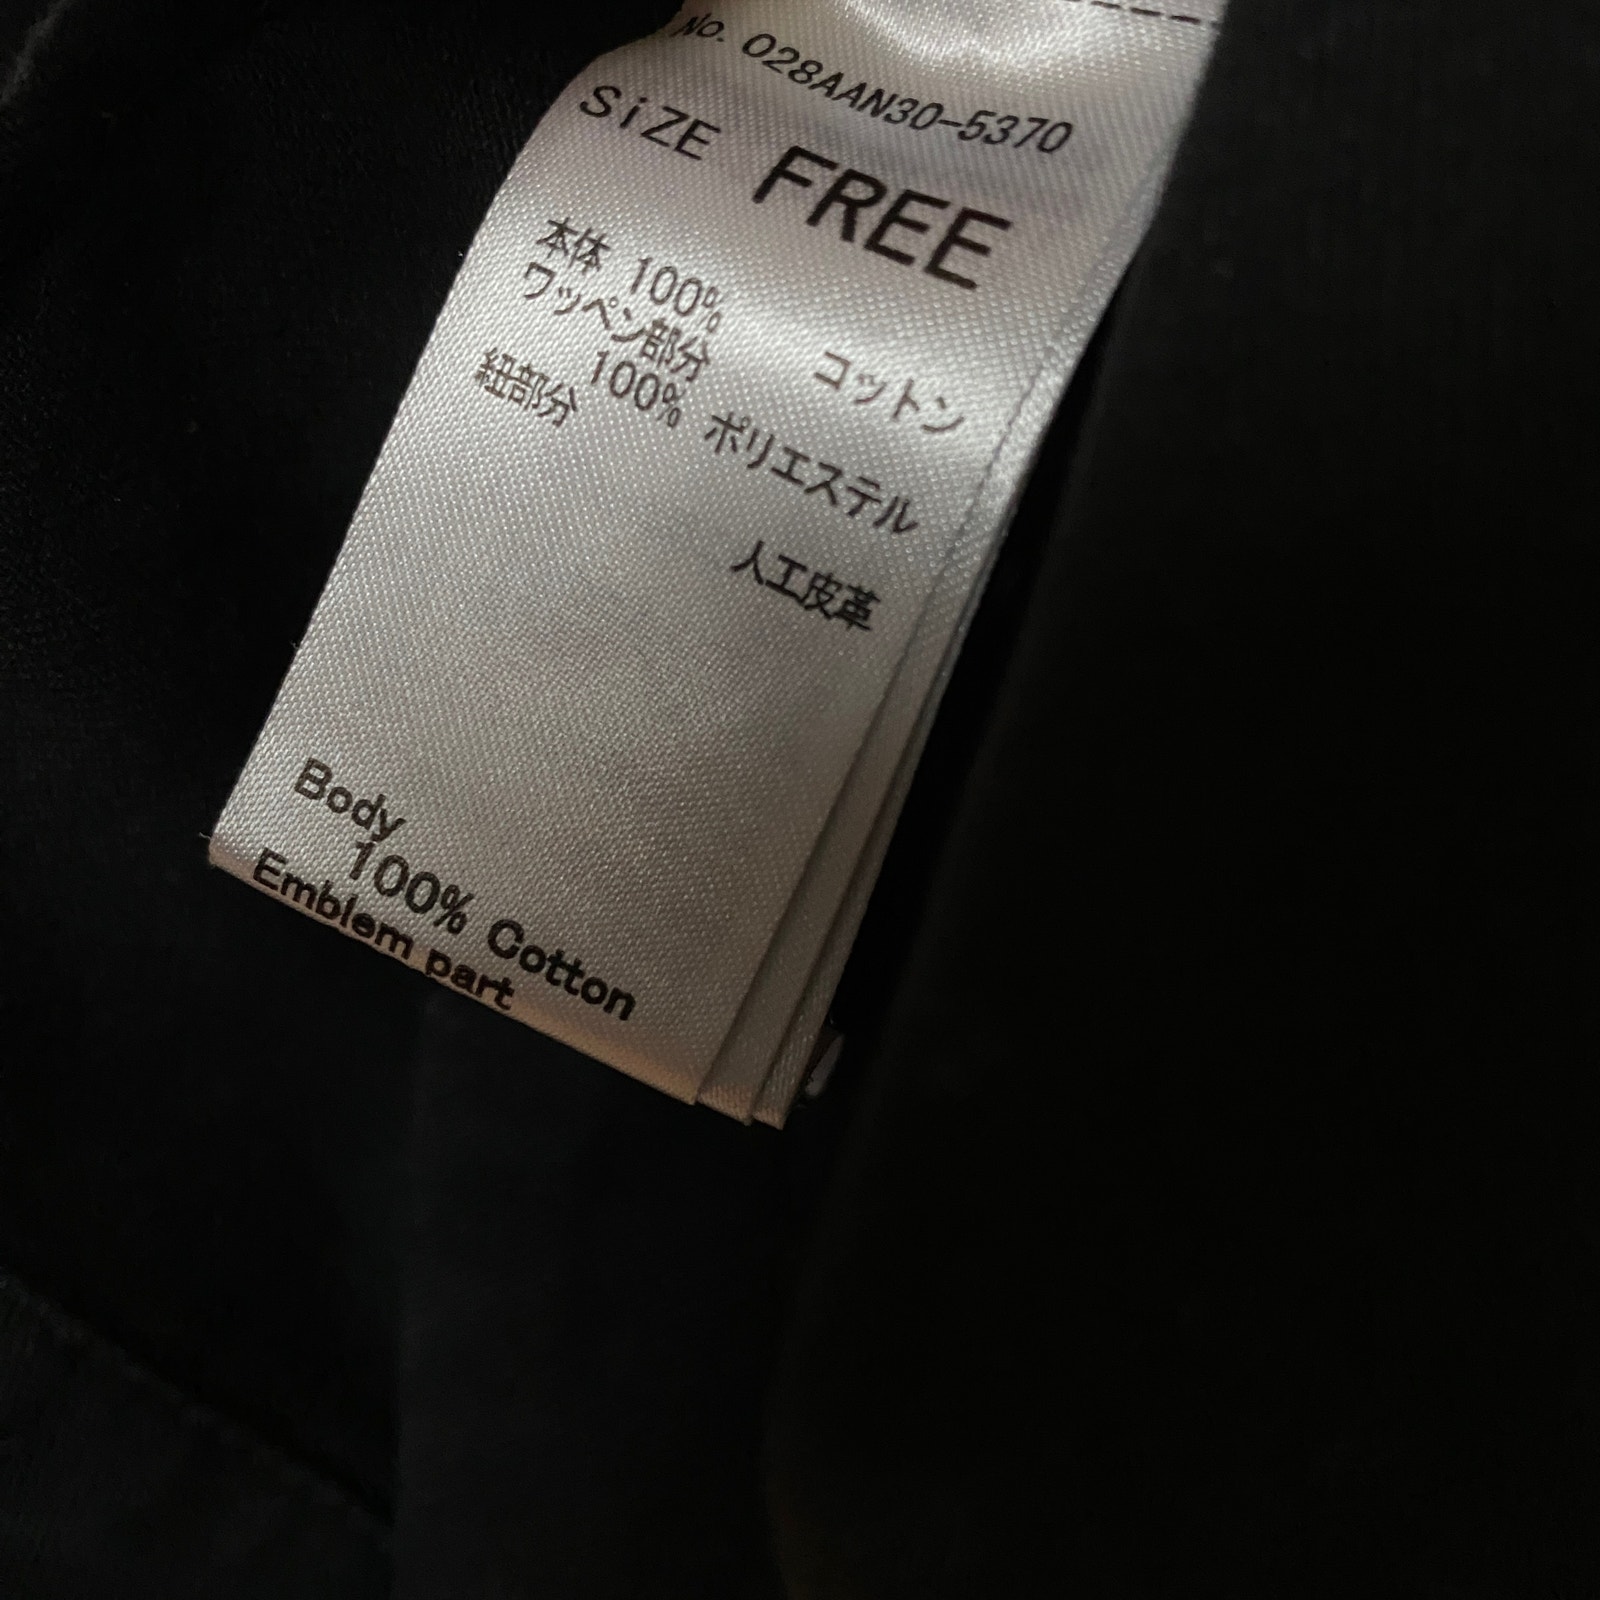 No. 028AAN30-5370
SiZE FREE
本体 100% コットン
ワッペン部分
100% ポリエステル
紐部分
人工皮革
Body
100% Cotton
Emblem part